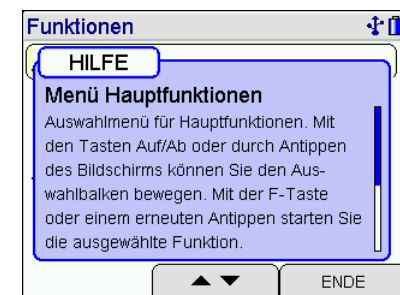 Funktionen
HILFE
Menü Hauptfunktionen
Auswahlmenü für Hauptfunktionen. Mit
den Tasten Auf/Ab oder durch Antippen
des Bildschirms können Sie den Aus-
wahlbalken bewegen. Mit der F-Taste
oder einem erneuten Antippen starten Sie
die ausgewählte Funktion.
ENDE